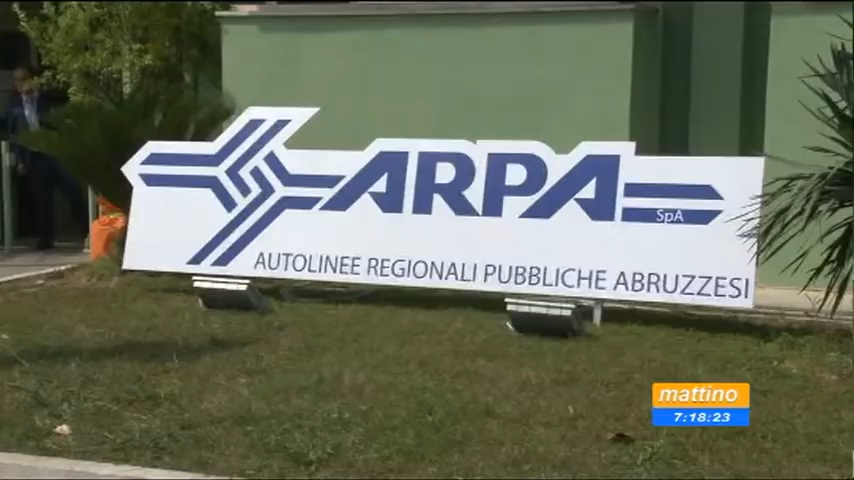 ARPA
SpA
AUTOLINEE REGIONALI PUBBLICHE ABRUZZESI
mattino
7:18:23